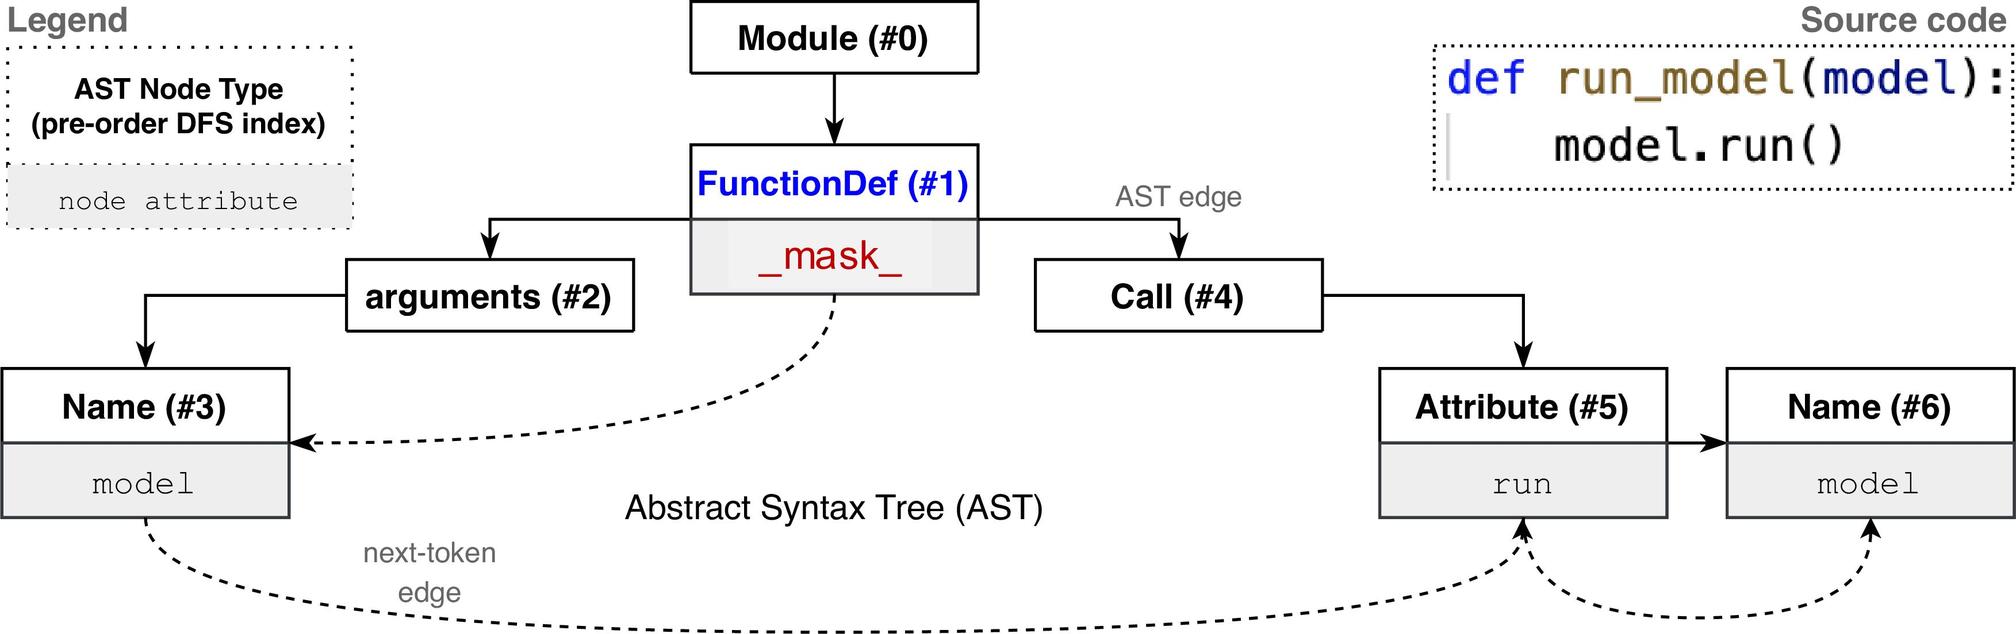 Legend
AST Node Type
(pre-order DFS index)
node attribute
Module (#0)
Source code
def run_model(model):
model.run()
FunctionDef (#1)
_mask_
AST edge
arguments (#2)
Call (#4)
Name (#3)
model
Attribute (#5)
run
Name (#6)
model
Abstract Syntax Tree (AST)
next-token
edge